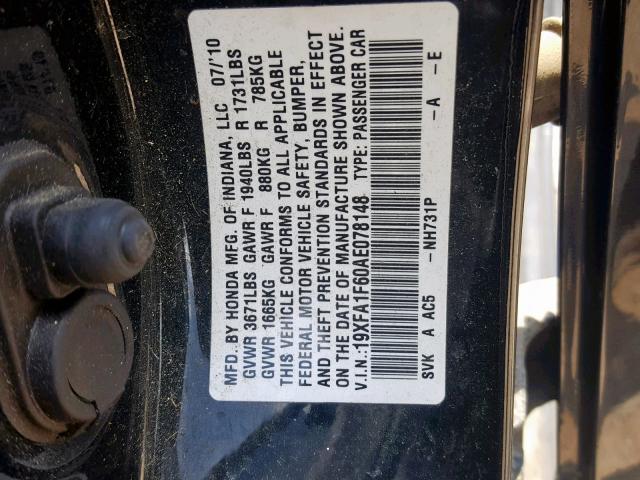 MFD. BY HONDA MFG. OF INDIANA, LLC 07/'10
GVWR 3671LBS GAWR F 1940LBS R 1731LBS
GVWR 1665KG GAWR F 880KG R 785KG
THIS VEHICLE CONFORMS TO ALL APPLICABLE
FEDERAL MOTOR VEHICLE SAFETY, BUMPER,
AND THEFT PREVENTION STANDARDS IN EFFECT
ON THE DATE OF MANUFACTURE SHOWN ABOVE.
V.I.N.:19XFA1F60AE078148 TYPE: PASSENGER CAR
SVK A AC5 -NH731P -A -E